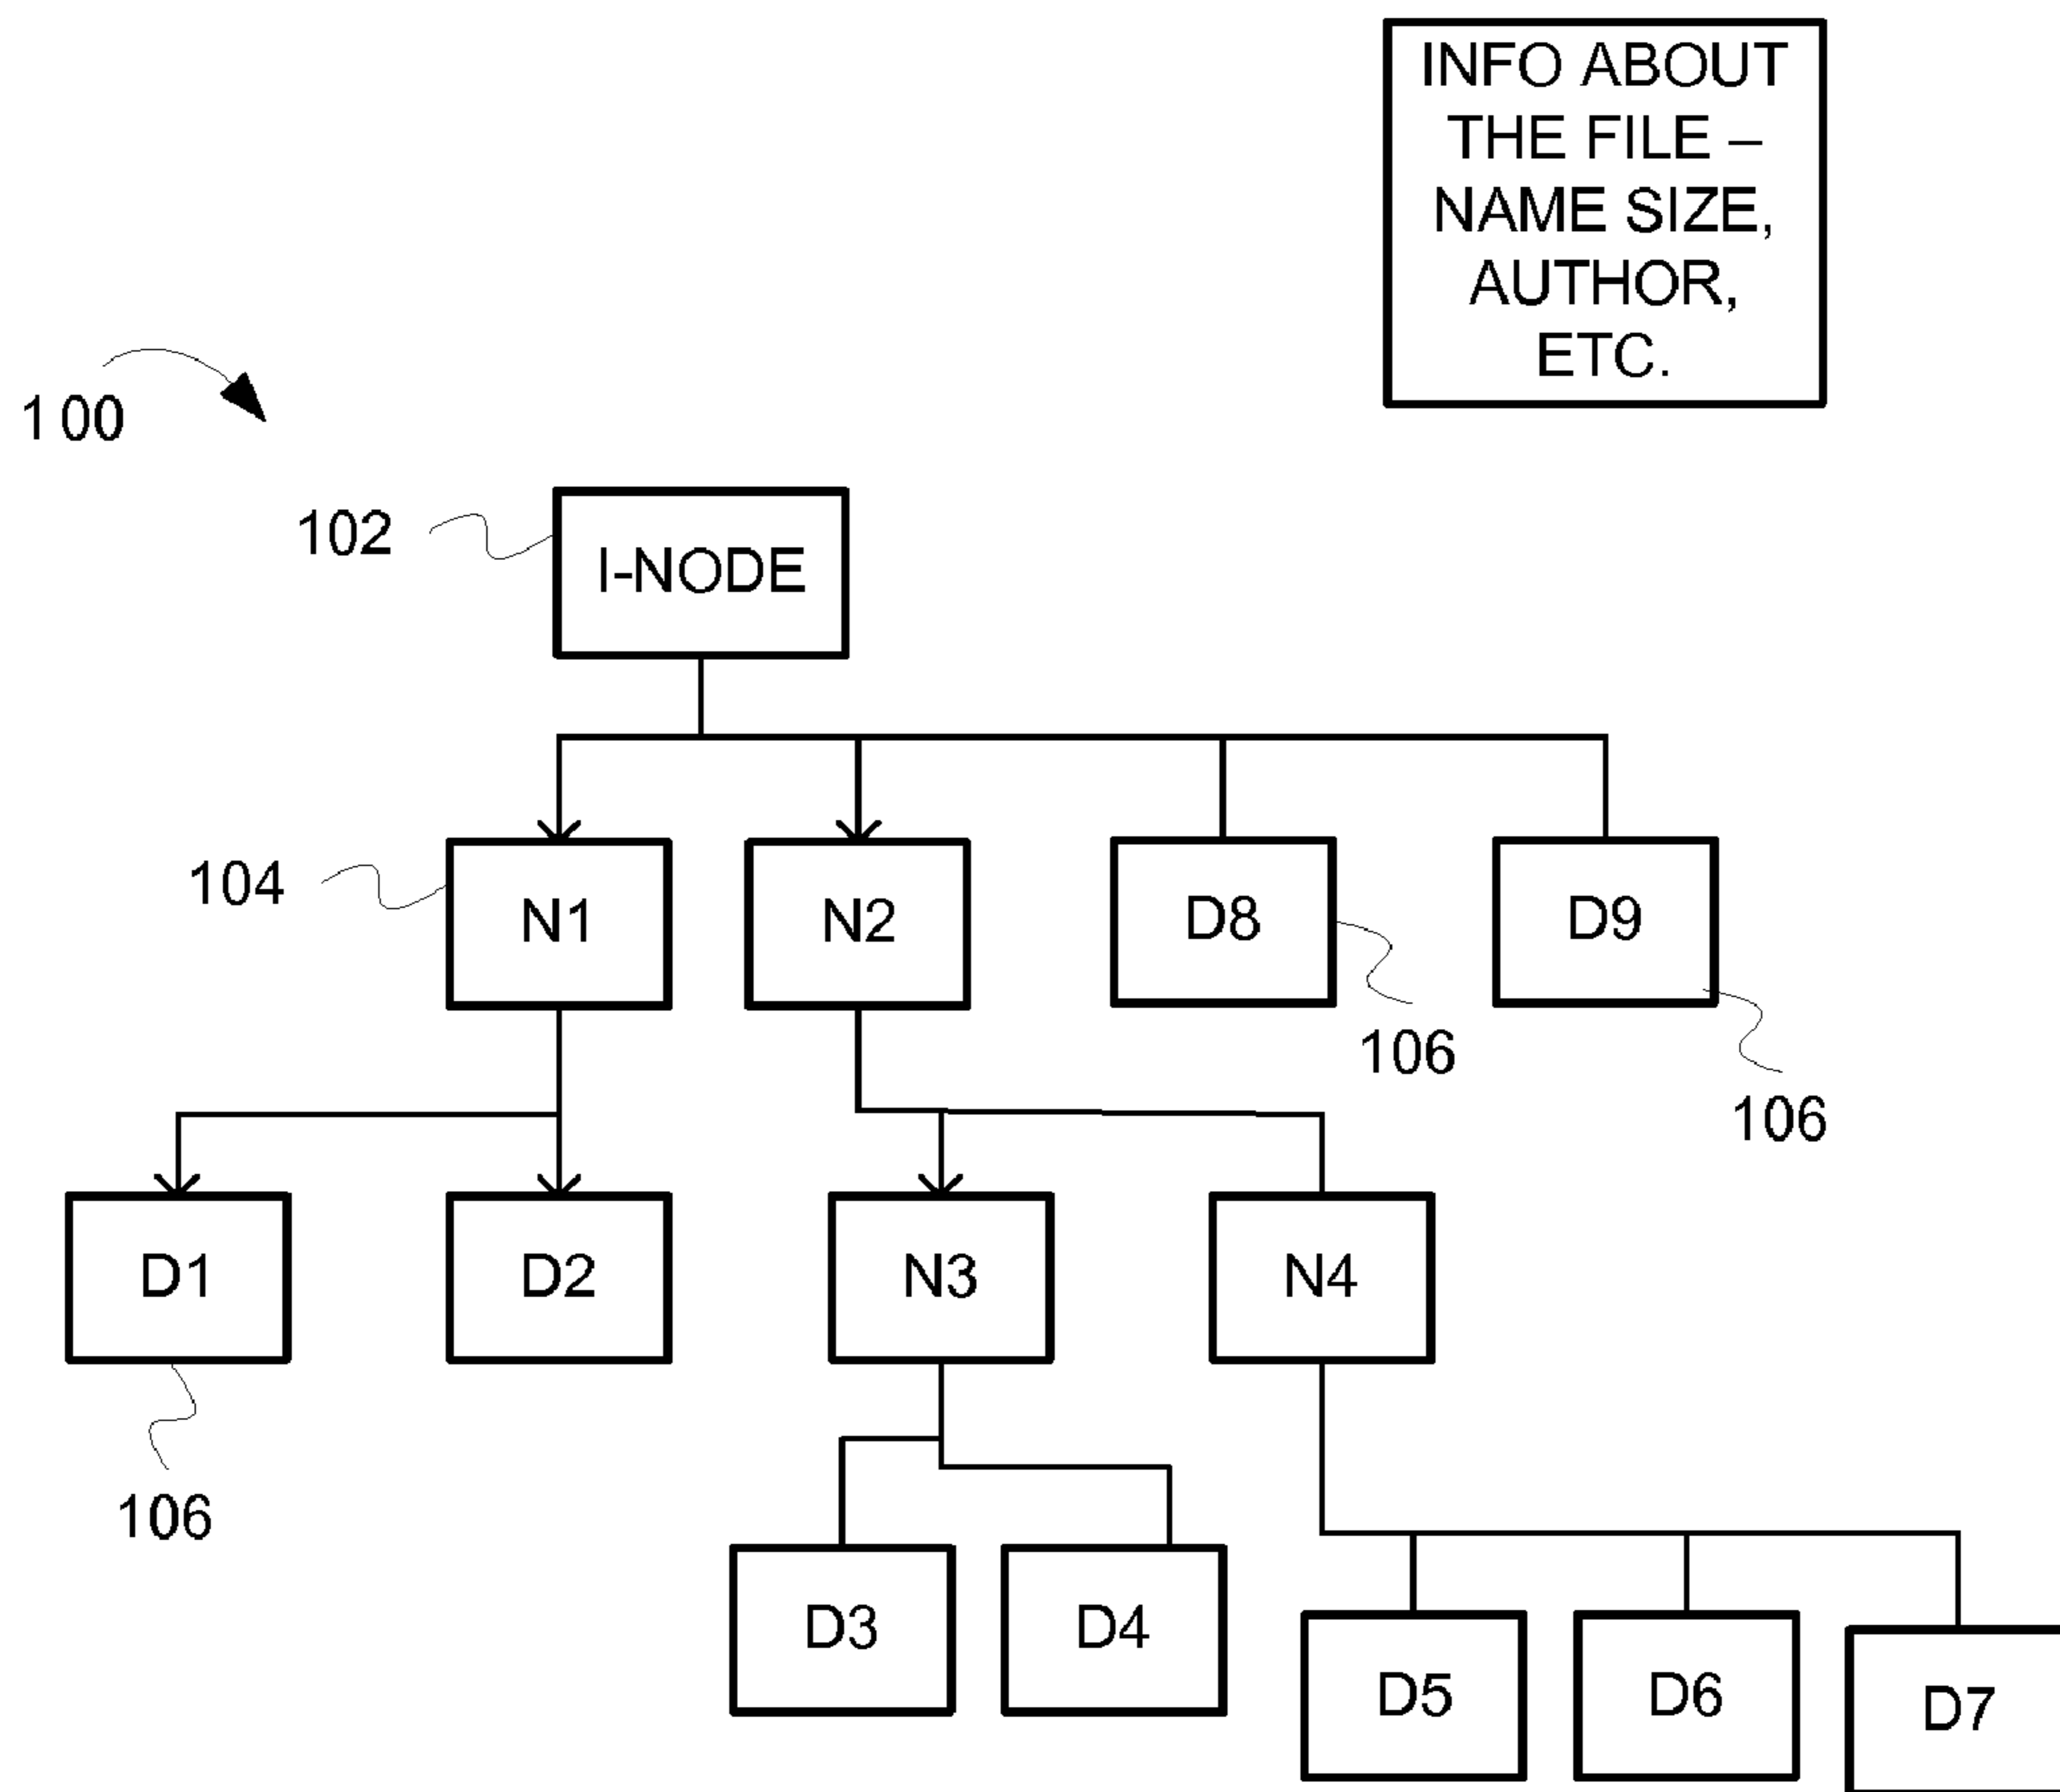 INFO ABOUT
THE FILE –
NAME SIZE,
AUTHOR,
ETC.
100
102
I-NODE
104
N1
N2
D8
D9
106
106
D1
D2
N3
N4
106
D3
D4
D5
D6
D7